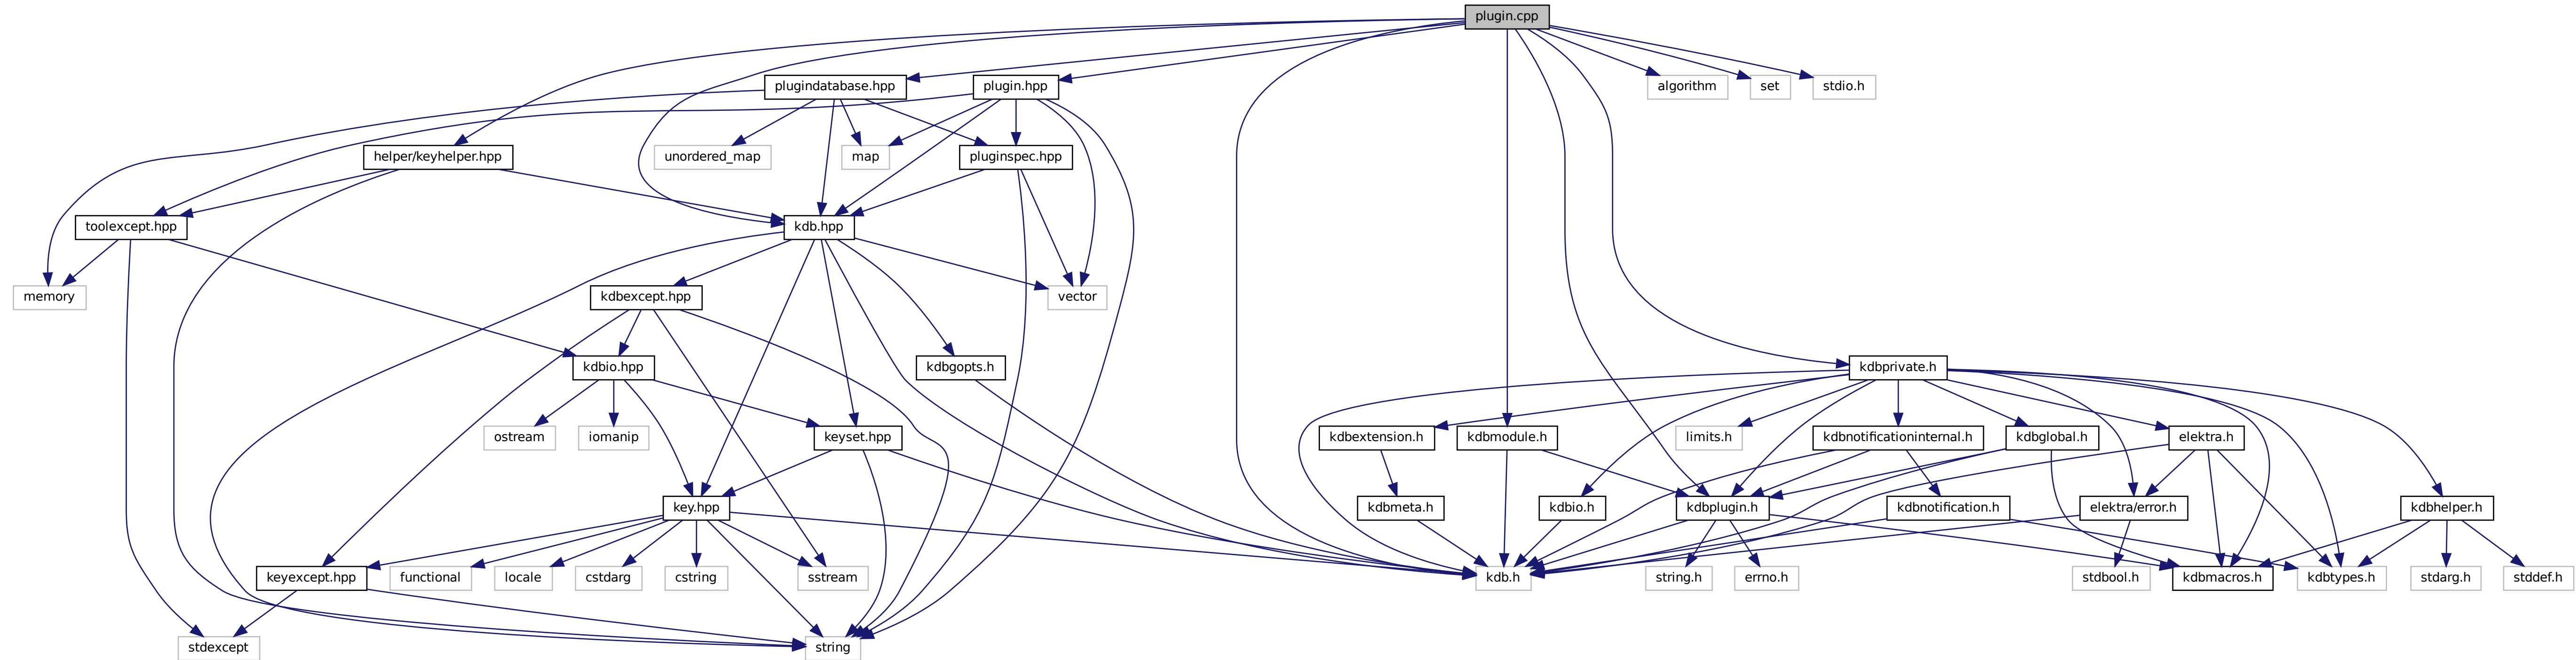 plugin.cpp
plugindatabase.hpp
plugin.hpp
algorithm
set
stdio.h
helper/keyhelper.hpp
unordered_map
map
pluginspec.hpp
toolexcept.hpp
kdb.hpp
memory
kdbexcept.hpp
vector
kdbio.hpp
kdbgopts.h
kdbprivate.h
ostream
iomanip
keyset.hpp
kdbextension.h
kdbmodule.h
limits.h
kdbnotificationinternal.h
kdbglobal.h
elektra.h
key.hpp
kdbmeta.h
kdbio.h
kdbplugin.h
kdbnotification.h
elektra/error.h
kdbhelper.h
keyexcept.hpp
functional
locale
cstdarg
cstring
sstream
kdb.h
string.h
errno.h
stdbool.h
kdbmacros.h
kdbtypes.h
stdarg.h
stddef.h
stdexcept
string